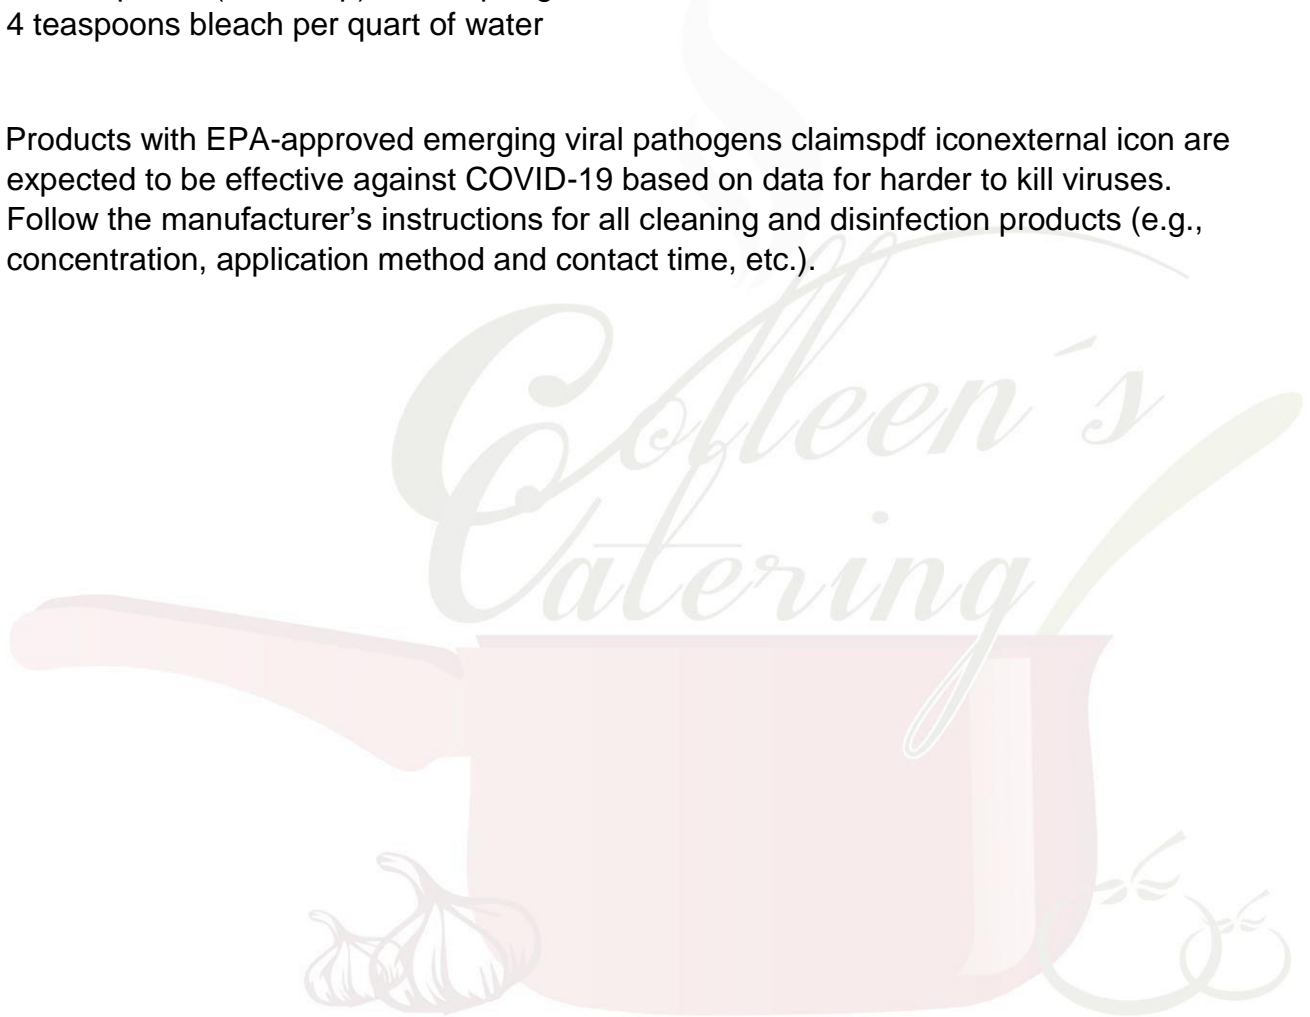 4 teaspoons bleach per quart of water
Products with EPA-approved emerging viral pathogens claimspdf iconexternal icon are
expected to be effective against COVID-19 based on data for harder to kill viruses.
Follow the manufacturer’s instructions for all cleaning and disinfection products (e.g.,
concentration, application method and contact time, etc.).
Colleen´s
Catering